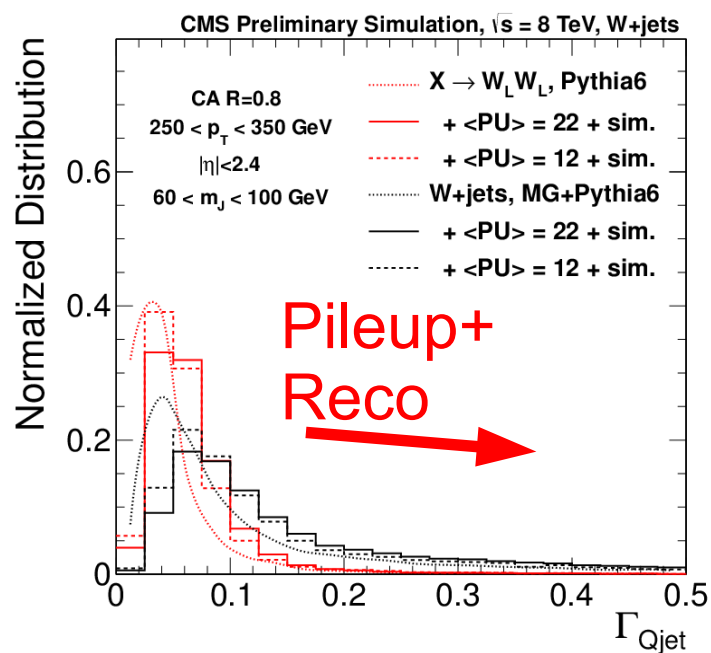 CMS Preliminary Simulation, √s = 8 TeV, W+jets
Normalized Distribution
CA R=0.8
250 < p_T < 350 GeV
|η|<2.4
60 < m_J < 100 GeV
X → W_L W_L, Pythia6
+ <PU> = 22 + sim.
+ <PU> = 12 + sim.
W+jets, MG+Pythia6
+ <PU> = 22 + sim.
+ <PU> = 12 + sim.
Pileup+
Reco
0.6
0.4
0.2
0
0 0.1 0.2 0.3 0.4 0.5
Γ_Qjet